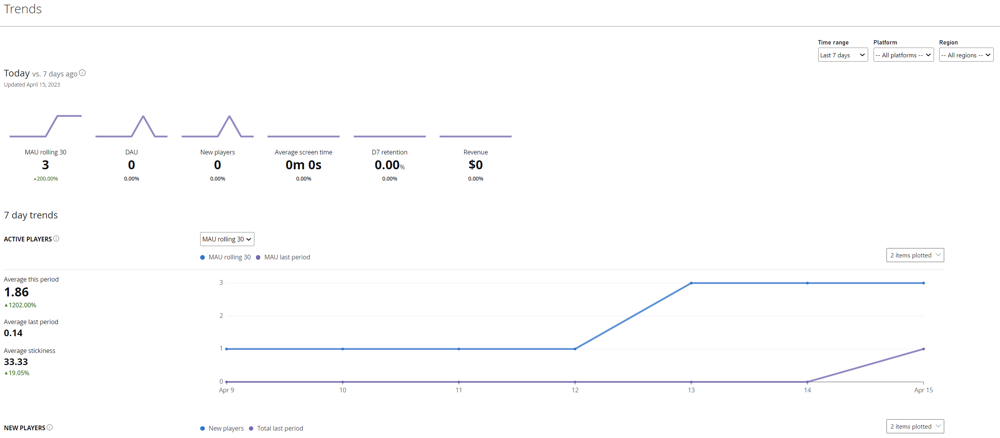 Trends
Time range Platform Region
Last 7 days -- All platforms -- -- All regions --
Today vs. 7 days ago
Updated April 15, 2023
MAU rolling 30 DAU New players Average screen time D7 retention Revenue
3 0 0 0m 0s 0.00% $0
▲200.00% 0.00% 0.00% 0.00% 0.00% 0.00%
7 day trends
ACTIVE PLAYERS MAU rolling 30
MAU rolling 30 MAU last period 2 items plotted
Average this period
1.86
▲1202.00%
Average last period
0.14
Average stickiness
33.33
▲19.05%
3
2
1
0
Apr 9 10 11 12 13 14 Apr 15
NEW PLAYERS New players Total last period 2 items plotted